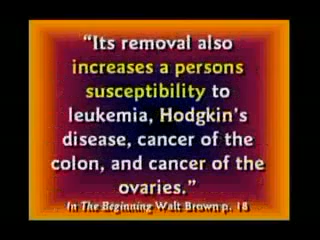 “Its removal also
increases a persons
susceptibility to
leukemia, Hodgkin’s
disease, cancer of the
colon, and cancer of the
ovaries.”
In The Beginning Walt Brown p. 18